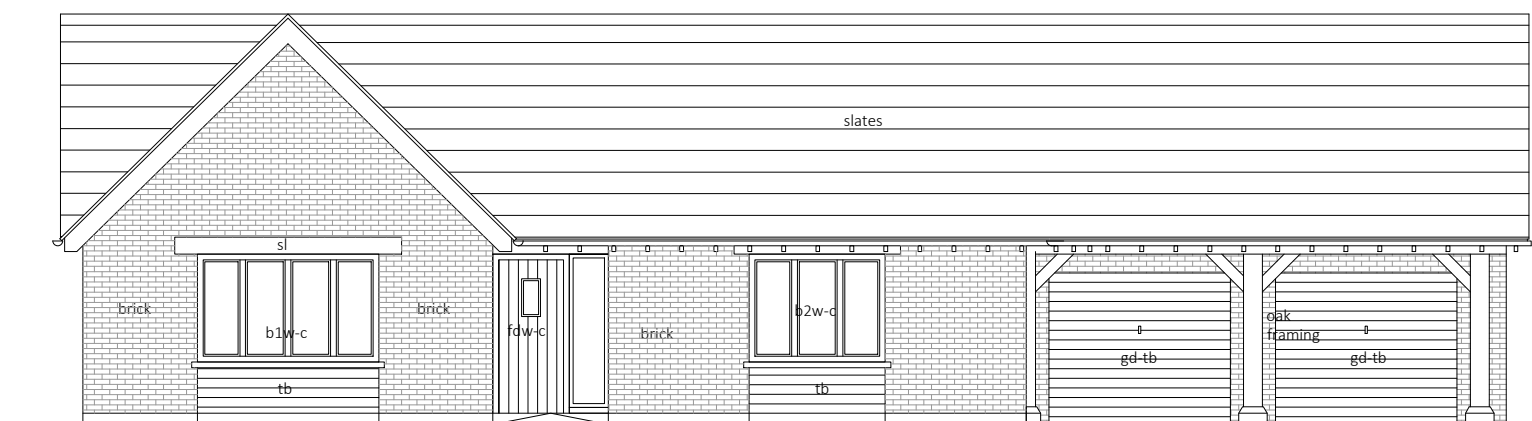 slates
sl
brick
brick
b1w-c
fdw-c
brick
b2w-c
oak
framing
gd-tb
gd-tb
tb
tb